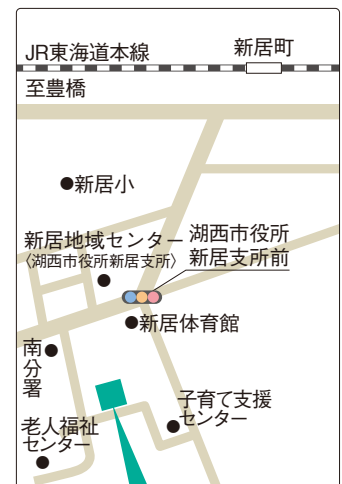 JR東海道本線
新居町
至豊橋
●新居小
新居地域センター
〈湖西市役所新居支所〉
湖西市役所
新居支所前
●新居体育館
南分署
子育て支援
センター
老人福祉
センター